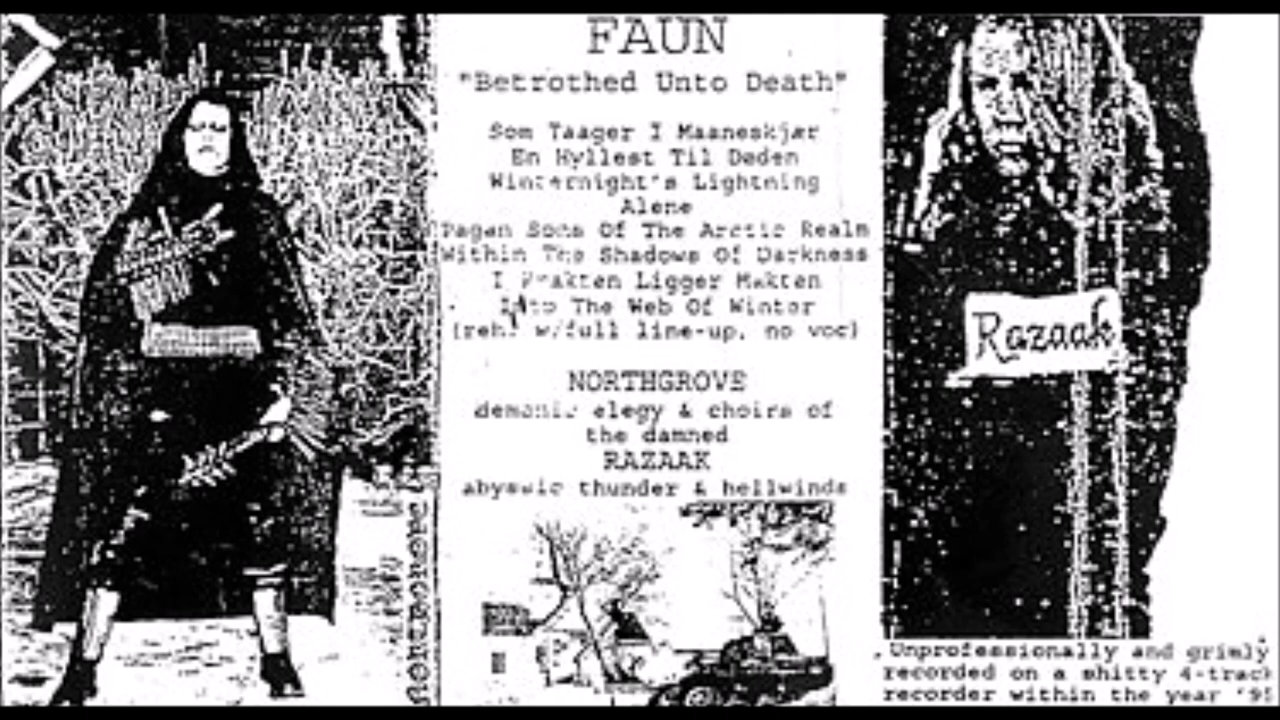 FAUN
"Betrothed Unto Death"
Som Taager I Maaneskjær
En Hyllest Til Døden
Winternight's Lightning
Alene
Pagan Sons Of The Arctic Realm
Within The Shadows Of Darkness
I Prakten Ligger Makten
Into The Web Of Winter
(reh. w/full line-up, no voc)
NORTHGROVE
demonic elegy & choirs of
the damned
RAZAAK
abyssic thunder & hellwinds
northgrove
Razaak
Unprofessionally and grimly
recorded on a shitty 4-track
recorder within the year